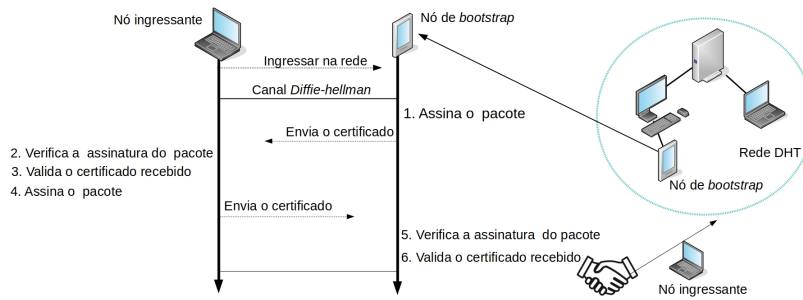 Nó ingressante
Nó de bootstrap
Ingressar na rede
Canal Diffie-hellman
1. Assina o pacote
Envia o certificado
2. Verifica a assinatura do pacote
3. Valida o certificado recebido
4. Assina o pacote
Envia o certificado
5. Verifica a assinatura do pacote
6. Valida o certificado recebido
Rede DHT
Nó de bootstrap
Nó ingressante